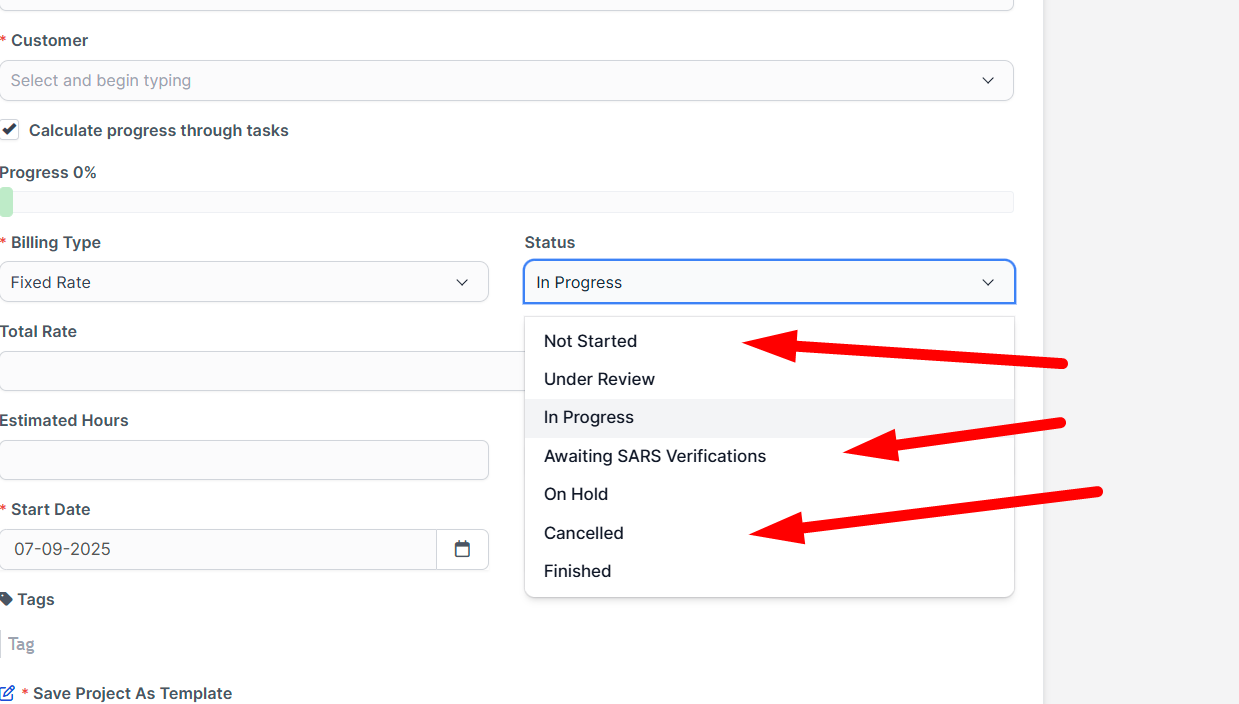 * Customer
Select and begin typing
Calculate progress through tasks
Progress 0%
* Billing Type
Fixed Rate
Status
In Progress
Not Started
Under Review
In Progress
Awaiting SARS Verifications
On Hold
Cancelled
Finished
Total Rate
Estimated Hours
* Start Date
07-09-2025
Tags
Tag
* Save Project As Template